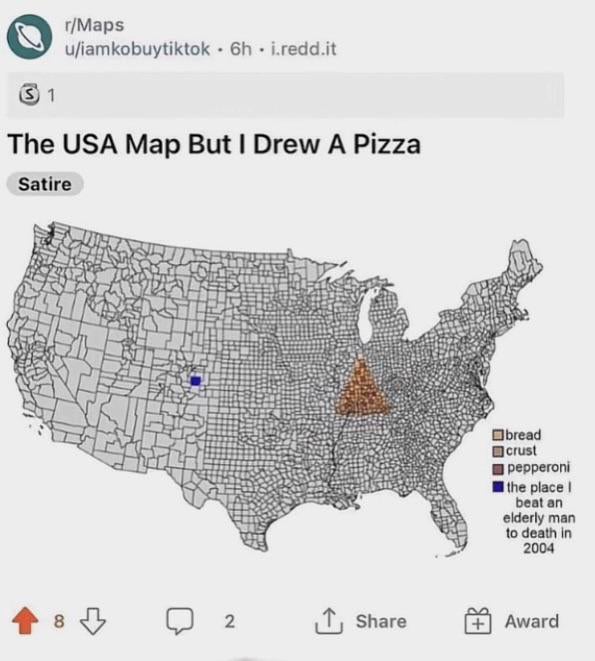 r/Maps
u/iamkobuytiktok • 6h • i.redd.it
S 1
The USA Map But I Drew A Pizza
Satire
bread
crust
pepperoni
the place I
beat an
elderly man
to death in
2004
8
2
Share
Award